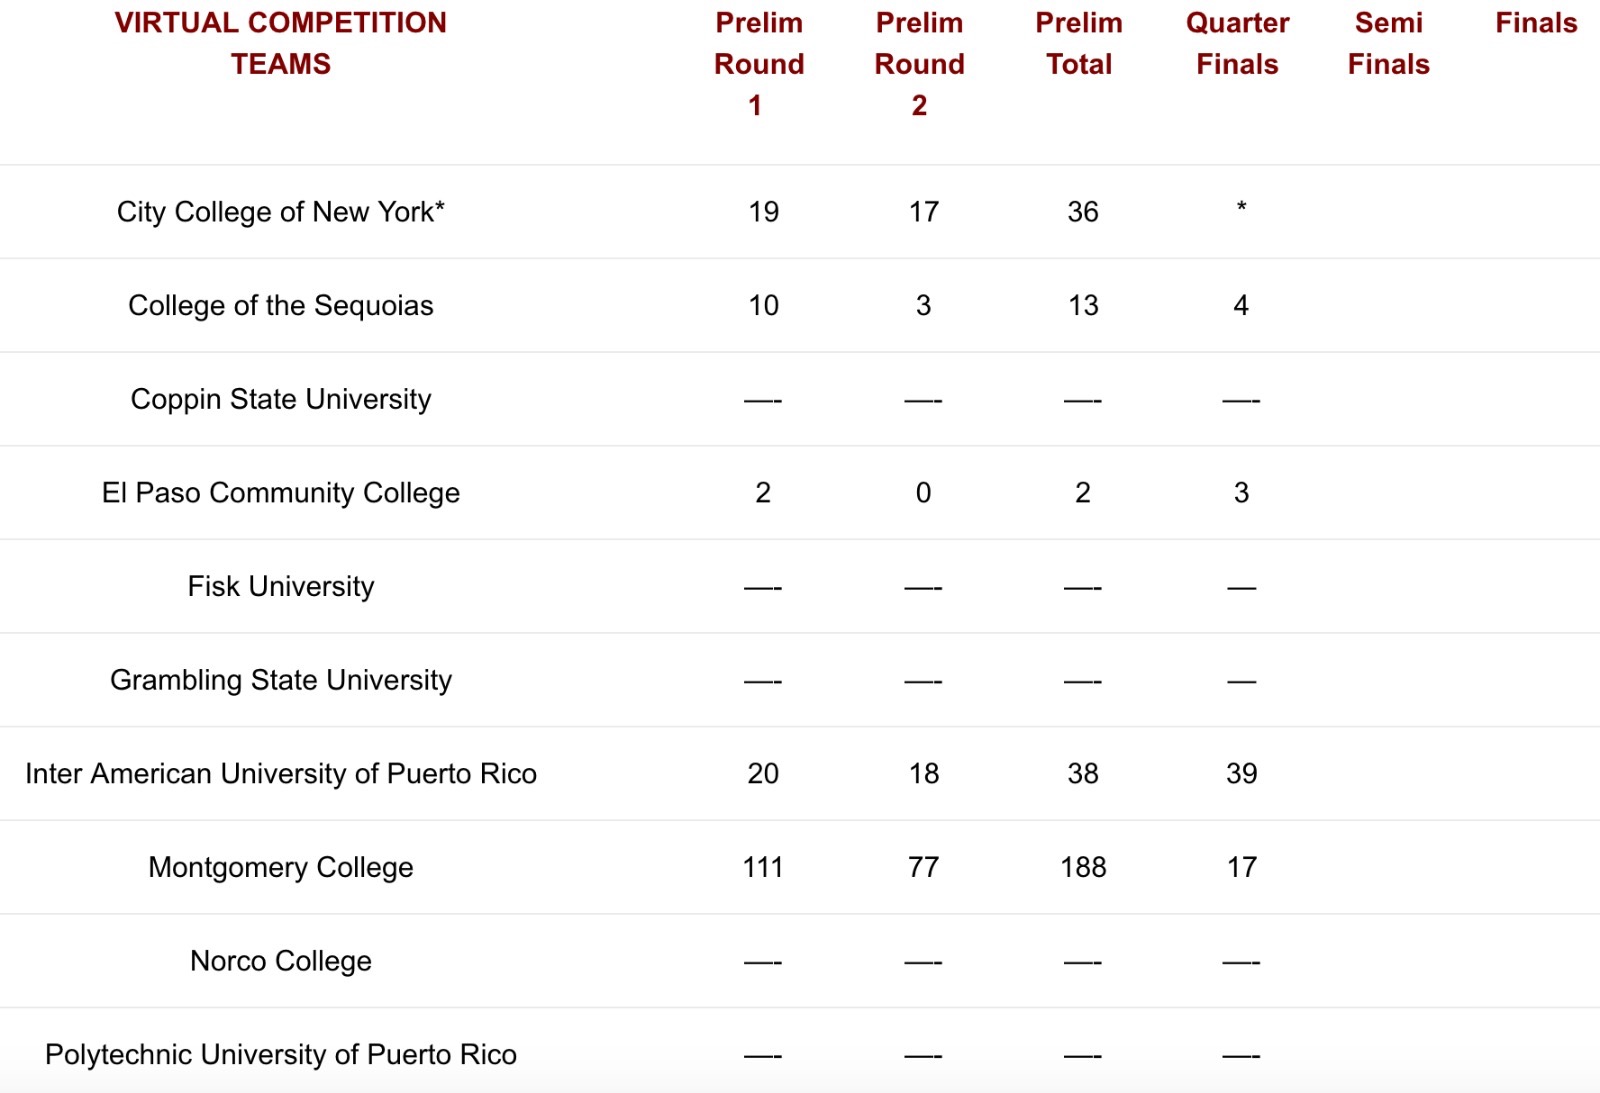 VIRTUAL COMPETITION TEAMS Prelim Round 1 Prelim Round 2 Prelim Total Quarter Finals Semi Finals Finals
City College of New York* 19 17 36 *
College of the Sequoias 10 3 13 4
Coppin State University —- —- —- —-
El Paso Community College 2 0 2 3
Fisk University —- —- —- —
Grambling State University —- —- —- —
Inter American University of Puerto Rico 20 18 38 39
Montgomery College 111 77 188 17
Norco College —- —- —- —-
Polytechnic University of Puerto Rico —- —- —- —-